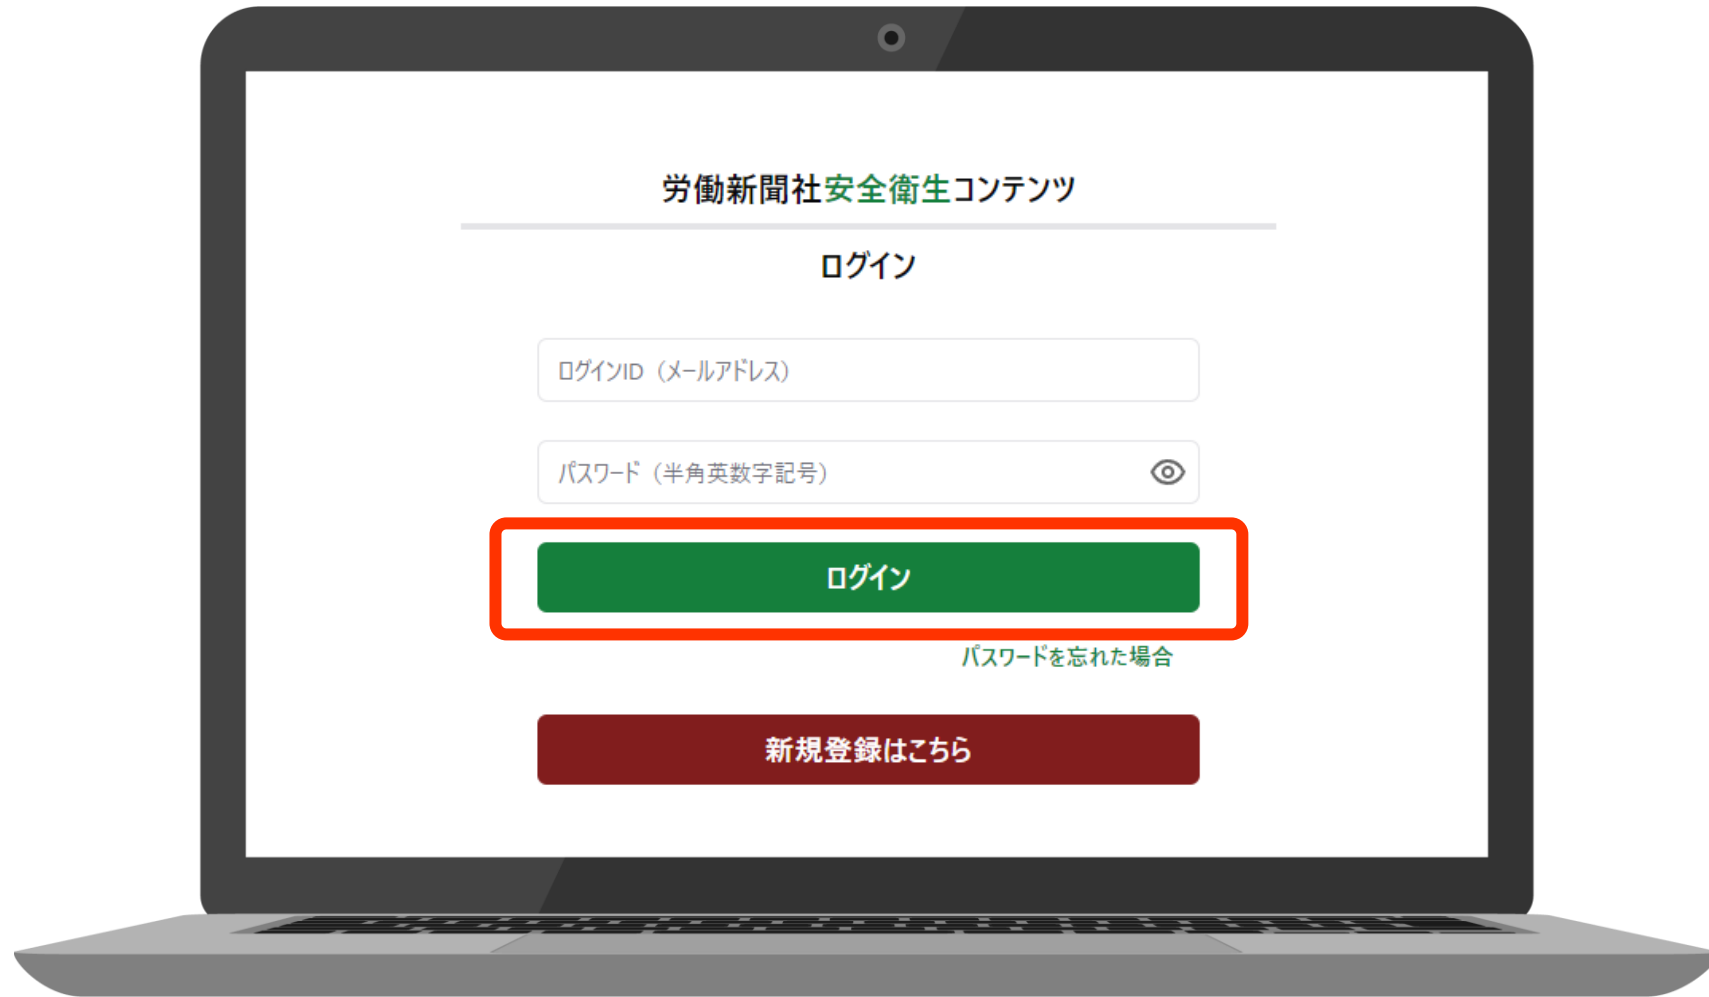 労働新聞社安全衛生コンテンツ
ログイン
ログインID（メールアドレス）
パスワード（半角英数字記号）
ログイン
パスワードを忘れた場合
新規登録はこちら